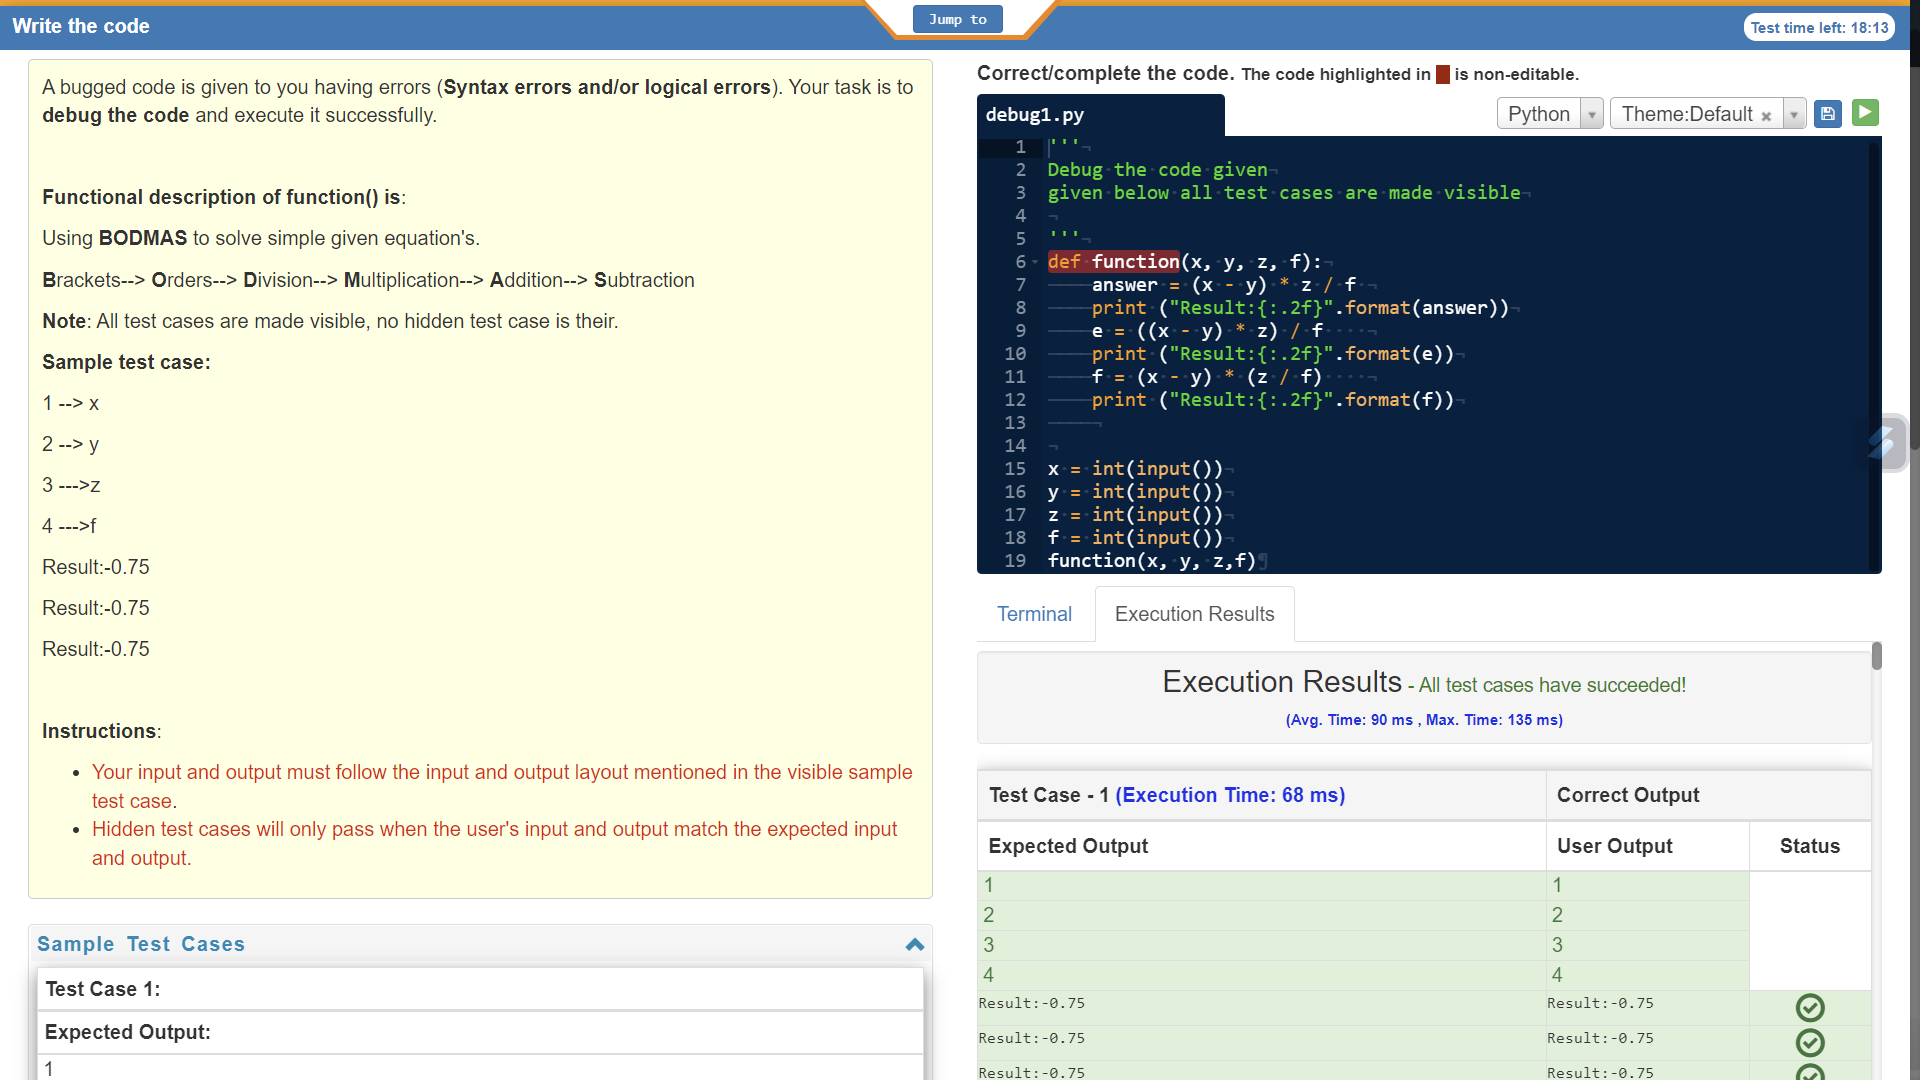 Write the code
Jump to
Test time left: 18:13
A bugged code is given to you having errors (Syntax errors and/or logical errors). Your task is to
debug the code and execute it successfully.
Functional description of function() is:
Using BODMAS to solve simple given equation's.
Brackets--> Orders--> Division--> Multiplication--> Addition--> Subtraction
Note: All test cases are made visible, no hidden test case is their.
Sample test case:
1 --> x
2 --> y
3 --->z
4 --->f
Result:-0.75
Result:-0.75
Result:-0.75
Instructions:
• Your input and output must follow the input and output layout mentioned in the visible sample
test case.
• Hidden test cases will only pass when the user's input and output match the expected input
and output.
Sample Test Cases
Test Case 1:
Expected Output:
1
Correct/complete the code. The code highlighted in is non-editable.
debug1.py
Python
Theme:Default ×
1 '''
2 Debug the code given
3 given below all test cases are made visible
4
5 '''
6 def function(x, y, z, f):
7 answer = (x - y) * z / f
8 print ("Result:{:.2f}".format(answer))
9 e = ((x - y) * z) / f
10 print ("Result:{:.2f}".format(e))
11 f = (x - y) * (z / f)
12 print ("Result:{:.2f}".format(f))
13
14
15 x = int(input())
16 y = int(input())
17 z = int(input())
18 f = int(input())
19 function(x, y, z,f)
Terminal
Execution Results
Execution Results - All test cases have succeeded!
(Avg. Time: 90 ms , Max. Time: 135 ms)
Test Case - 1 (Execution Time: 68 ms)
Correct Output
Expected Output
User Output
Status
1 1
2 2
3 3
4 4
Result:-0.75 Result:-0.75
Result:-0.75 Result:-0.75
Result:-0.75 Result:-0.75